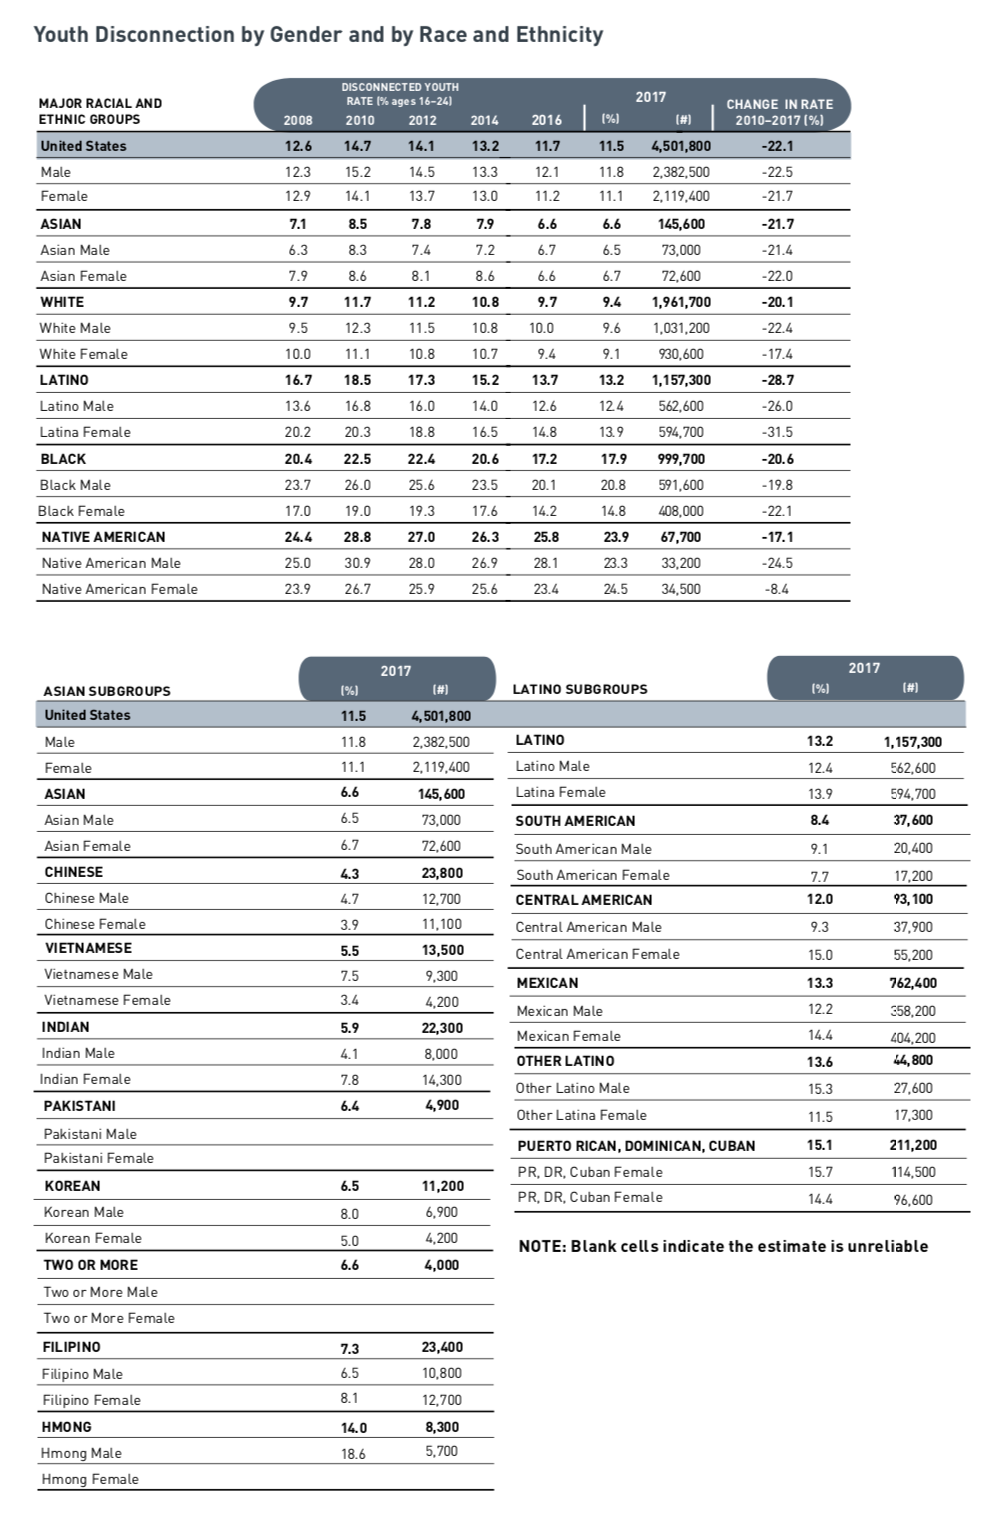 Youth Disconnection by Gender and by Race and Ethnicity
MAJOR RACIAL AND
ETHNIC GROUPS
DISCONNECTED YOUTH
RATE (% ages 16–24)
2017
CHANGE IN RATE
2010–2017 (%)
2008 2010 2012 2014 2016 (%) (#)
United States 12.6 14.7 14.1 13.2 11.7 11.5 4,501,800 -22.1
Male 12.3 15.2 14.5 13.3 12.1 11.8 2,382,500 -22.5
Female 12.9 14.1 13.7 13.0 11.2 11.1 2,119,400 -21.7
ASIAN 7.1 8.5 7.8 7.9 6.6 6.6 145,600 -21.7
Asian Male 6.3 8.3 7.4 7.2 6.7 6.5 73,000 -21.4
Asian Female 7.9 8.6 8.1 8.6 6.6 6.7 72,600 -22.0
WHITE 9.7 11.7 11.2 10.8 9.7 9.4 1,961,700 -20.1
White Male 9.5 12.3 11.5 10.8 10.0 9.6 1,031,200 -22.4
White Female 10.0 11.1 10.8 10.7 9.4 9.1 930,600 -17.4
LATINO 16.7 18.5 17.3 15.2 13.7 13.2 1,157,300 -28.7
Latino Male 13.6 16.8 16.0 14.0 12.6 12.4 562,600 -26.0
Latina Female 20.2 20.3 18.8 16.5 14.8 13.9 594,700 -31.5
BLACK 20.4 22.5 22.4 20.6 17.2 17.9 999,700 -20.6
Black Male 23.7 26.0 25.6 23.5 20.1 20.8 591,600 -19.8
Black Female 17.0 19.0 19.3 17.6 14.2 14.8 408,000 -22.1
NATIVE AMERICAN 24.4 28.8 27.0 26.3 25.8 23.9 67,700 -17.1
Native American Male 25.0 30.9 28.0 26.9 28.1 23.3 33,200 -24.5
Native American Female 23.9 26.7 25.9 25.6 23.4 24.5 34,500 -8.4
ASIAN SUBGROUPS
2017
(%) (#)
United States 11.5 4,501,800
Male 11.8 2,382,500
Female 11.1 2,119,400
ASIAN 6.6 145,600
Asian Male 6.5 73,000
Asian Female 6.7 72,600
CHINESE 4.3 23,800
Chinese Male 4.7 12,700
Chinese Female 3.9 11,100
VIETNAMESE 5.5 13,500
Vietnamese Male 7.5 9,300
Vietnamese Female 3.4 4,200
INDIAN 5.9 22,300
Indian Male 4.1 8,000
Indian Female 7.8 14,300
PAKISTANI 6.4 4,900
Pakistani Male
Pakistani Female
KOREAN 6.5 11,200
Korean Male 8.0 6,900
Korean Female 5.0 4,200
TWO OR MORE 6.6 4,000
Two or More Male
Two or More Female
FILIPINO 7.3 23,400
Filipino Male 6.5 10,800
Filipino Female 8.1 12,700
HMONG 14.0 8,300
Hmong Male 18.6 5,700
Hmong Female
LATINO SUBGROUPS
2017
(%) (#)
LATINO 13.2 1,157,300
Latino Male 12.4 562,600
Latina Female 13.9 594,700
SOUTH AMERICAN 8.4 37,600
South American Male 9.1 20,400
South American Female 7.7 17,200
CENTRAL AMERICAN 12.0 93,100
Central American Male 9.3 37,900
Central American Female 15.0 55,200
MEXICAN 13.3 762,400
Mexican Male 12.2 358,200
Mexican Female 14.4 404,200
OTHER LATINO 13.6 44,800
Other Latino Male 15.3 27,600
Other Latina Female 11.5 17,300
PUERTO RICAN, DOMINICAN, CUBAN 15.1 211,200
PR, DR, Cuban Female 15.7 114,500
PR, DR, Cuban Female 14.4 96,600
NOTE: Blank cells indicate the estimate is unreliable